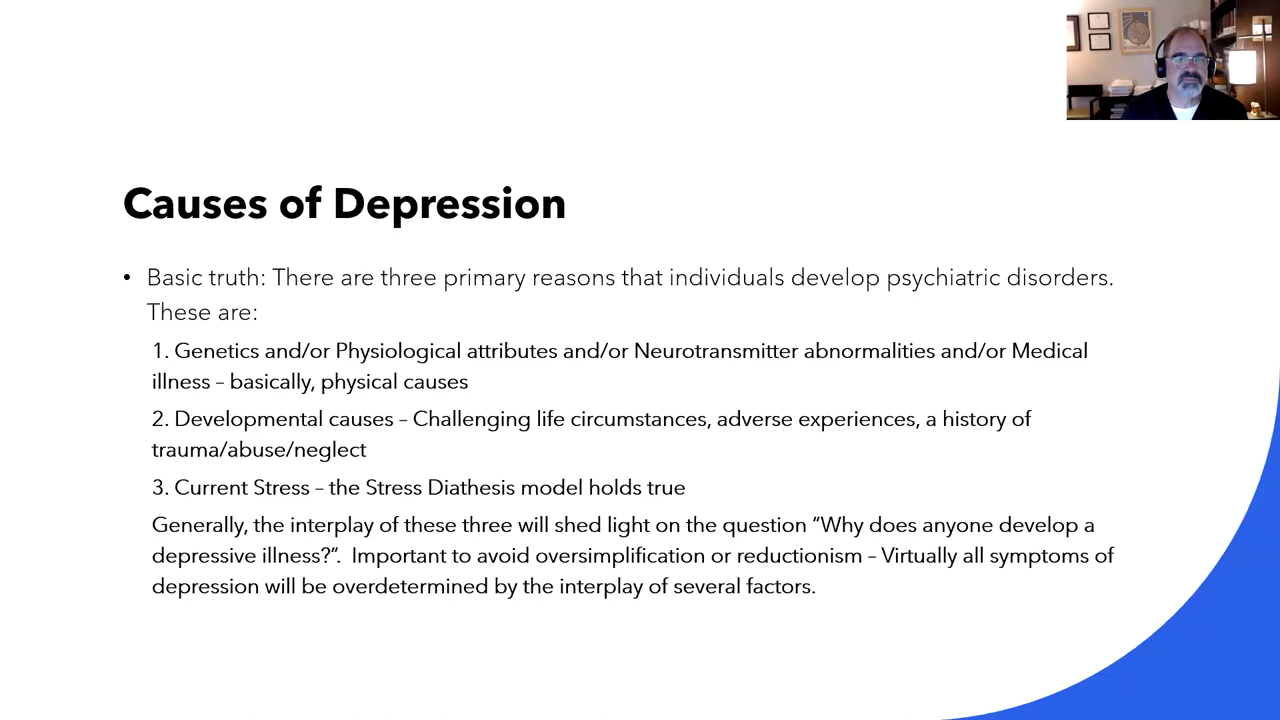 Causes of Depression
• Basic truth: There are three primary reasons that individuals develop psychiatric disorders.
These are:
1. Genetics and/or Physiological attributes and/or Neurotransmitter abnormalities and/or Medical
illness – basically, physical causes
2. Developmental causes – Challenging life circumstances, adverse experiences, a history of
trauma/abuse/neglect
3. Current Stress – the Stress Diathesis model holds true
Generally, the interplay of these three will shed light on the question “Why does anyone develop a
depressive illness?”.  Important to avoid oversimplification or reductionism – Virtually all symptoms of
depression will be overdetermined by the interplay of several factors.